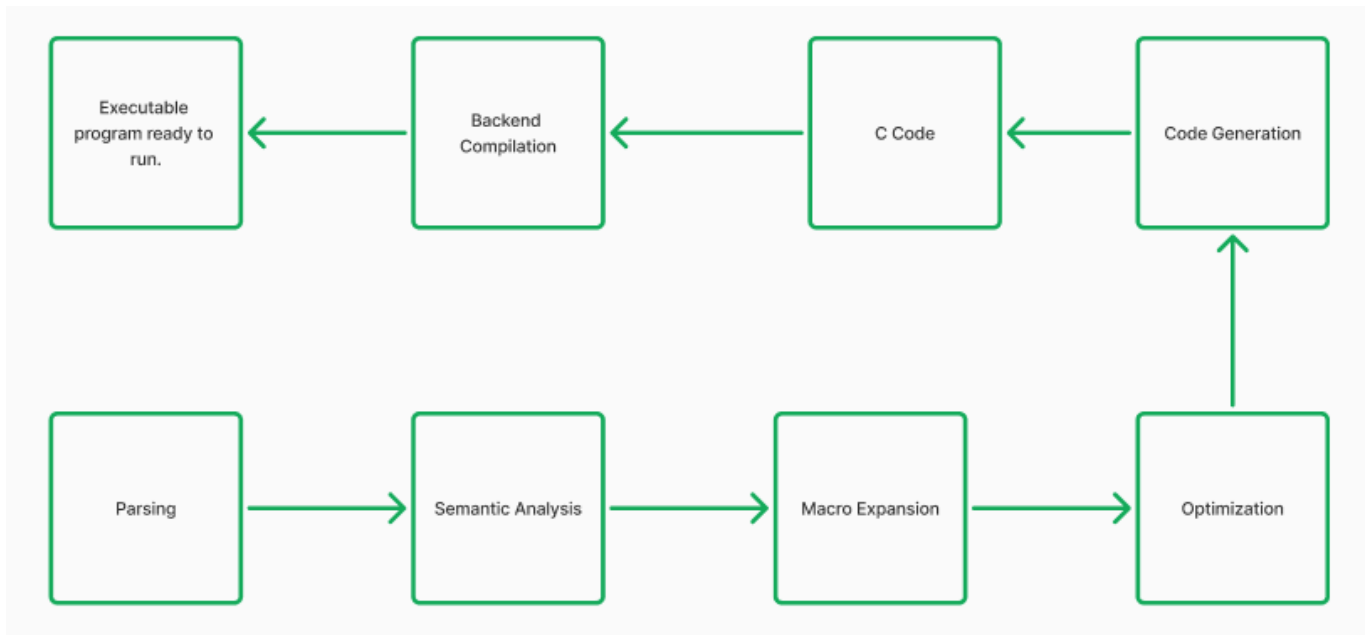 Executable
program ready to
run.
Backend
Compilation
C Code
Code Generation
Parsing
Semantic Analysis
Macro Expansion
Optimization